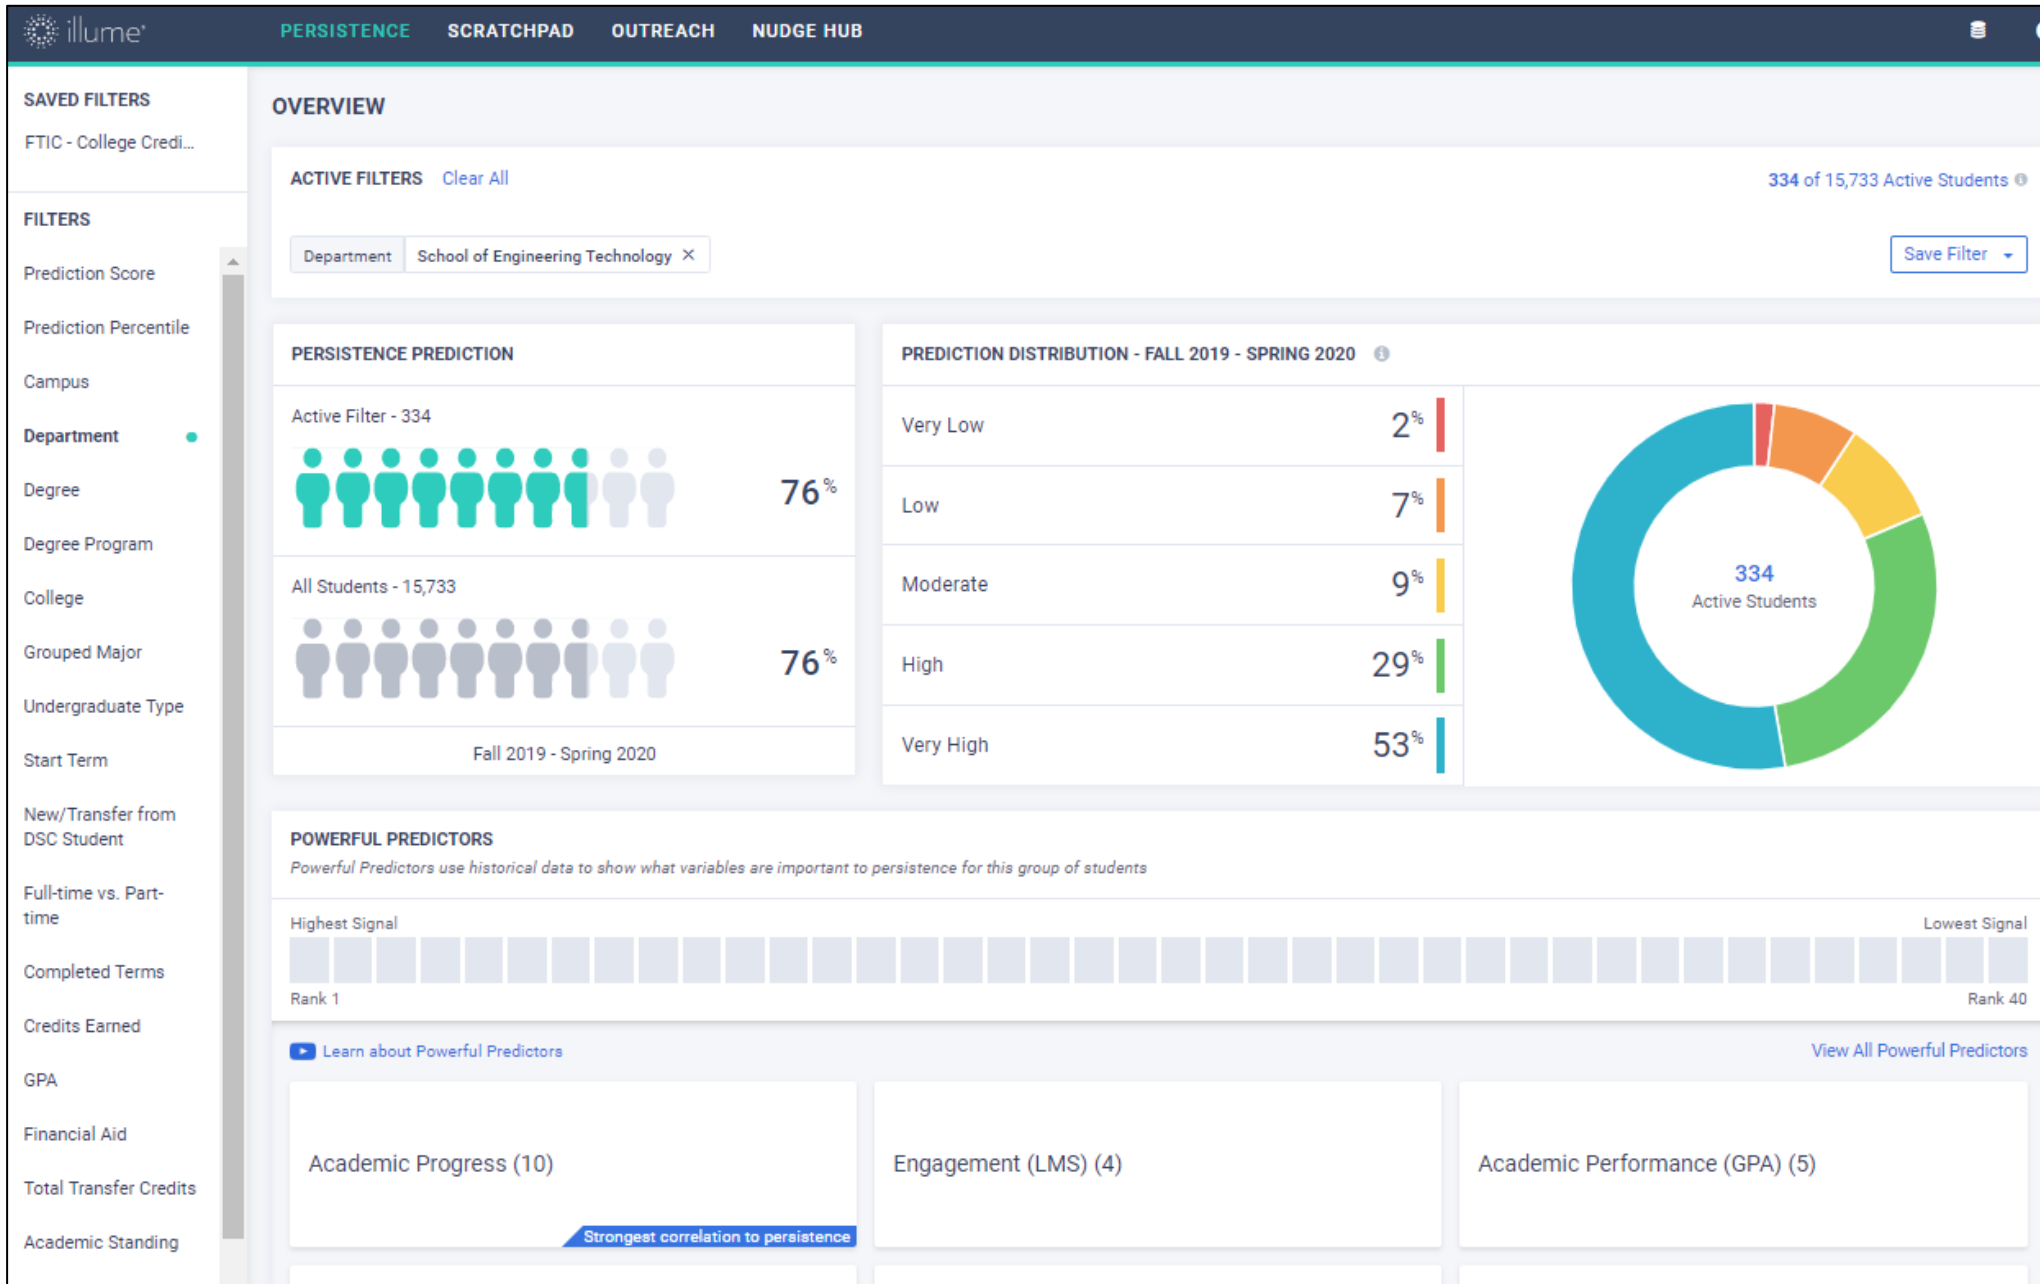 illume
PERSISTENCE SCRATCHPAD OUTREACH NUDGE HUB
SAVED FILTERS
FTIC - College Credi...
FILTERS
Prediction Score
Prediction Percentile
Campus
Department
Degree
Degree Program
College
Grouped Major
Undergraduate Type
Start Term
New/Transfer from
DSC Student
Full-time vs. Part-
time
Completed Terms
Credits Earned
GPA
Financial Aid
Total Transfer Credits
Academic Standing
OVERVIEW
ACTIVE FILTERS Clear All
334 of 15,733 Active Students
Department School of Engineering Technology ×
Save Filter
PERSISTENCE PREDICTION
Active Filter - 334
76%
All Students - 15,733
76%
Fall 2019 - Spring 2020
PREDICTION DISTRIBUTION - FALL 2019 - SPRING 2020
Very Low 2%
Low 7%
Moderate 9%
High 29%
Very High 53%
334
Active Students
POWERFUL PREDICTORS
Powerful Predictors use historical data to show what variables are important to persistence for this group of students
Highest Signal Lowest Signal
Rank 1 Rank 40
Learn about Powerful Predictors View All Powerful Predictors
Academic Progress (10)
Strongest correlation to persistence
Engagement (LMS) (4)
Academic Performance (GPA) (5)